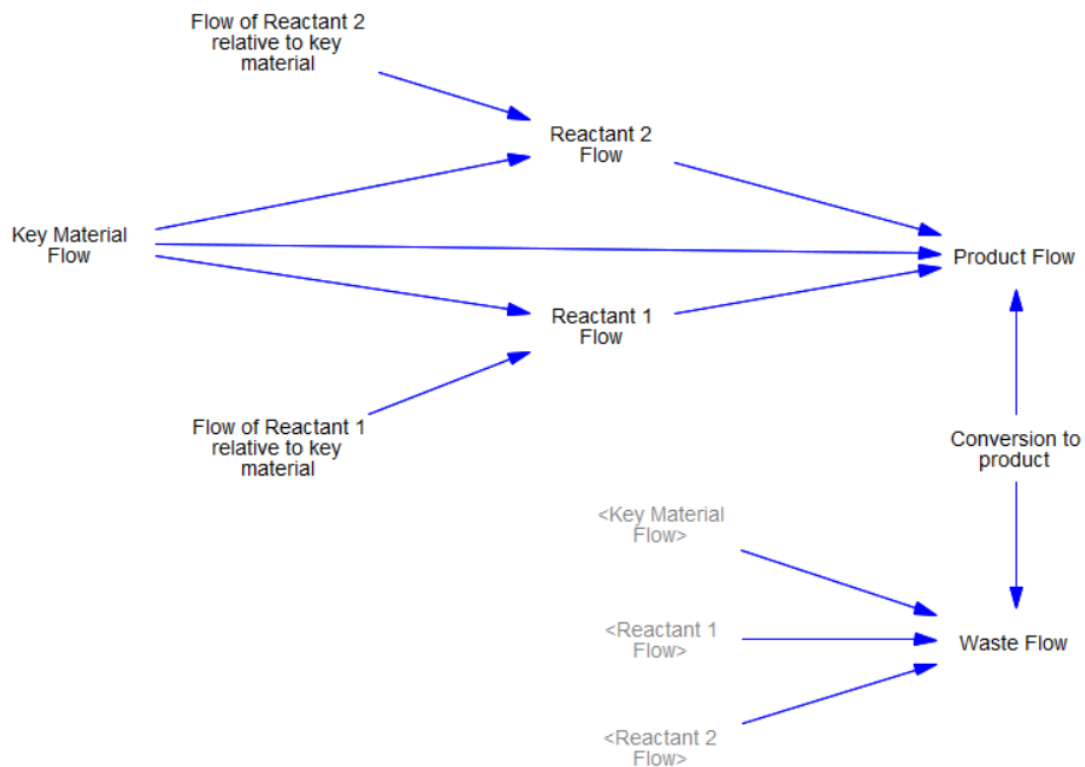 Flow of Reactant 2
relative to key
material
Reactant 2
Flow
Key Material
Flow
Product Flow
Reactant 1
Flow
Flow of Reactant 1
relative to key
material
Conversion to
product
<Key Material
Flow>
<Reactant 1
Flow>
Waste Flow
<Reactant 2
Flow>